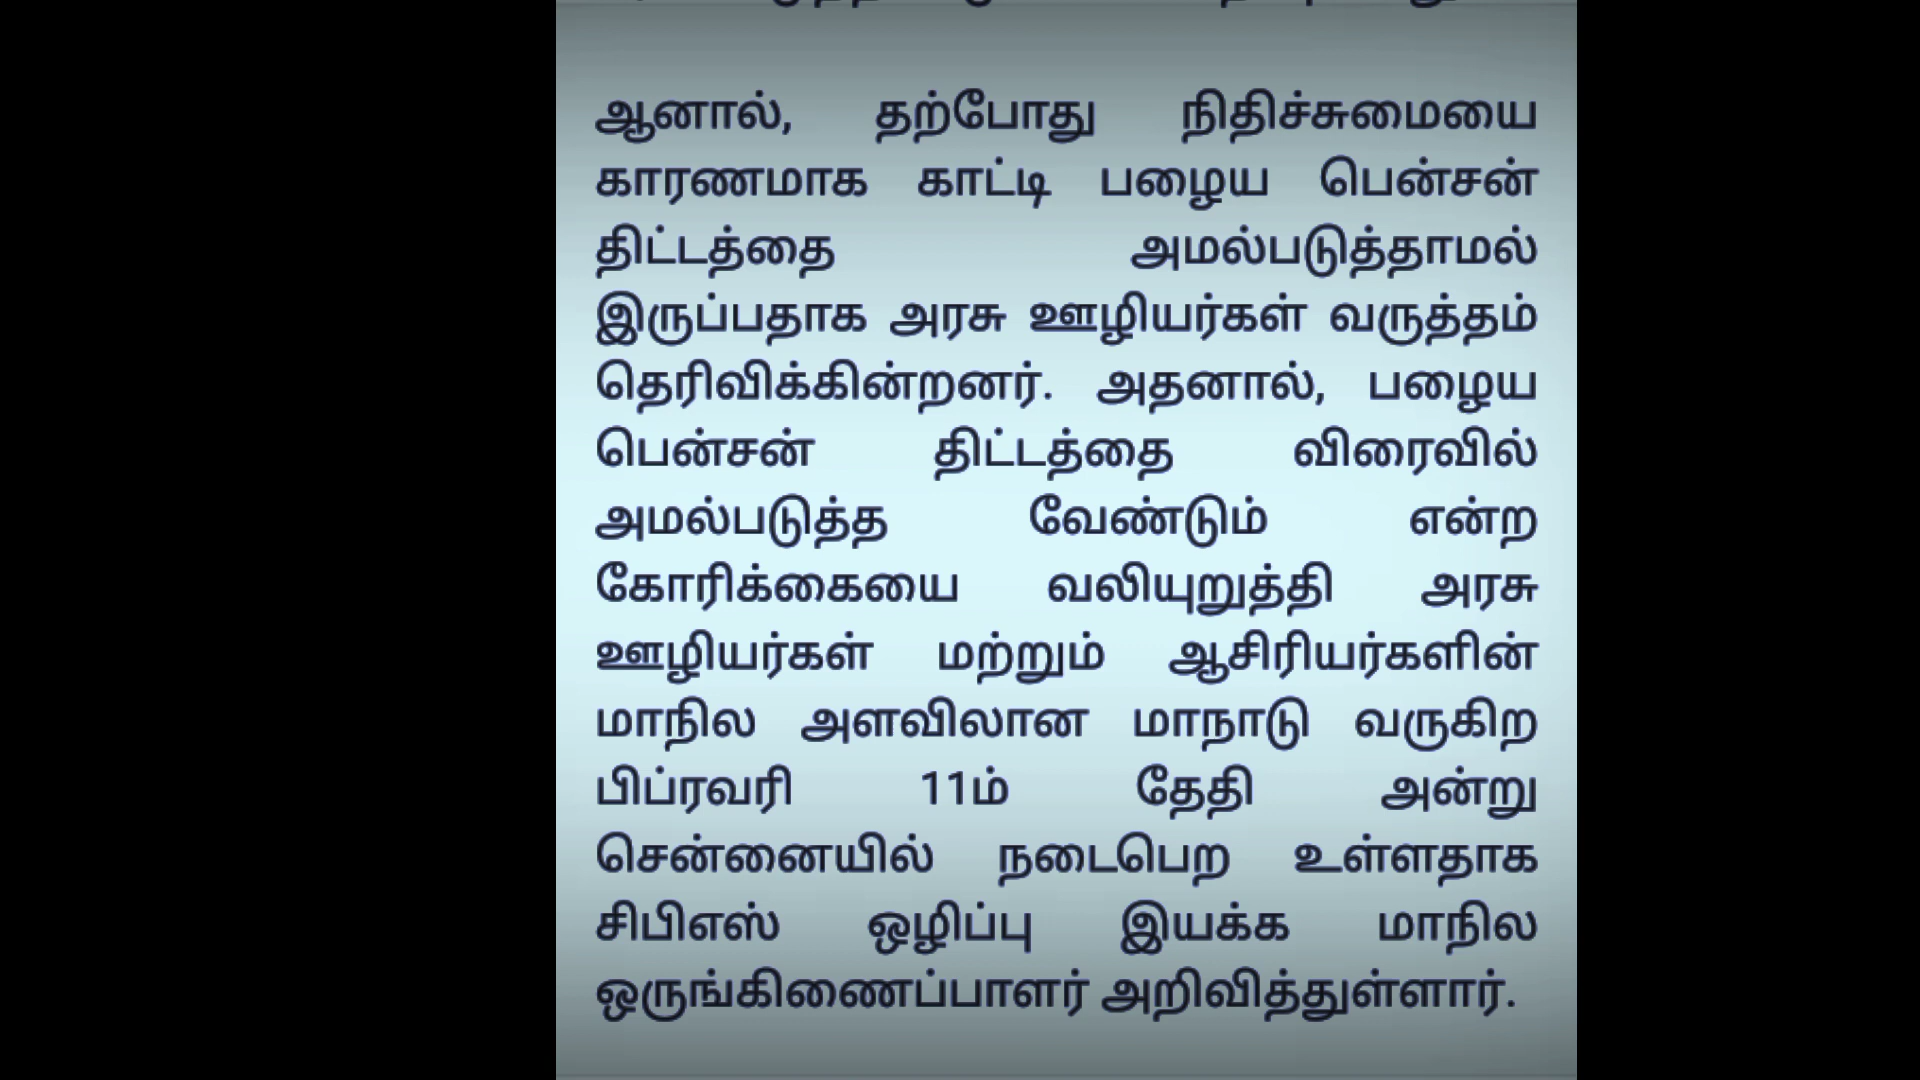 ஆனால், தற்போது நிதிச்சுமையை
காரணமாக காட்டி பழைய பென்சன்
திட்டத்தை அமல்படுத்தாமல்
இருப்பதாக அரசு ஊழியர்கள் வருத்தம்
தெரிவிக்கின்றனர். அதனால், பழைய
பென்சன் திட்டத்தை விரைவில்
அமல்படுத்த வேண்டும் என்ற
கோரிக்கையை வலியுறுத்தி அரசு
ஊழியர்கள் மற்றும் ஆசிரியர்களின்
மாநில அளவிலான மாநாடு வருகிற
பிப்ரவரி 11ம் தேதி அன்று
சென்னையில் நடைபெற உள்ளதாக
சிபிஎஸ் ஒழிப்பு இயக்க மாநில
ஒருங்கிணைப்பாளர் அறிவித்துள்ளார்.